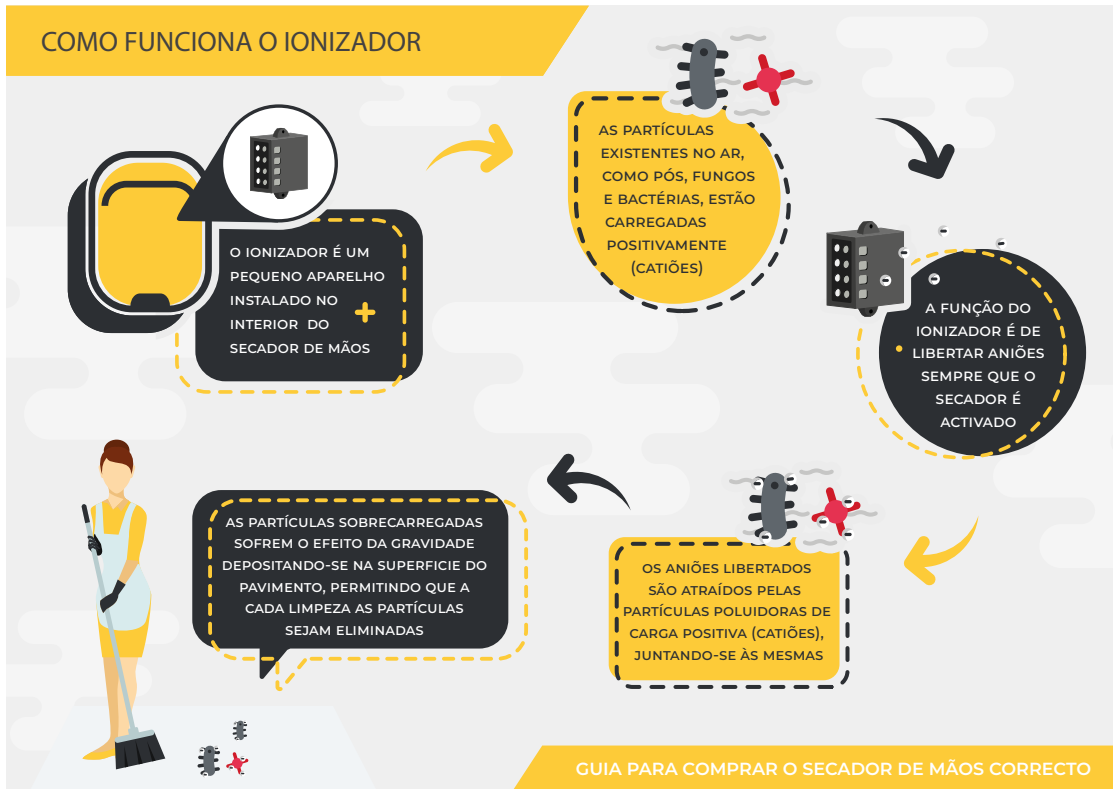 COMO FUNCIONA O IONIZADOR
O IONIZADOR É UM
PEQUENO APARELHO
INSTALADO NO
INTERIOR DO
SECADOR DE MÃOS
AS PARTÍCULAS
EXISTENTES NO AR,
COMO PÓS, FUNGOS
E BACTÉRIAS, ESTÃO
CARREGADAS
POSITIVAMENTE
(CATIÕES)
A FUNÇÃO DO
IONIZADOR É DE
LIBERTAR ANIÕES
SEMPRE QUE O
SECADOR É
ACTIVADO
OS ANIÕES LIBERTADOS
SÃO ATRAÍDOS PELAS
PARTÍCULAS POLUIDORAS DE
CARGA POSITIVA (CATIÕES),
JUNTANDO-SE ÀS MESMAS
AS PARTÍCULAS SOBRECARREGADAS
SOFREM O EFEITO DA GRAVIDADE
DEPOSITANDO-SE NA SUPERFICIE DO
PAVIMENTO, PERMITINDO QUE A
CADA LIMPEZA AS PARTÍCULAS
SEJAM ELIMINADAS
GUIA PARA COMPRAR O SECADOR DE MÃOS CORRECTO